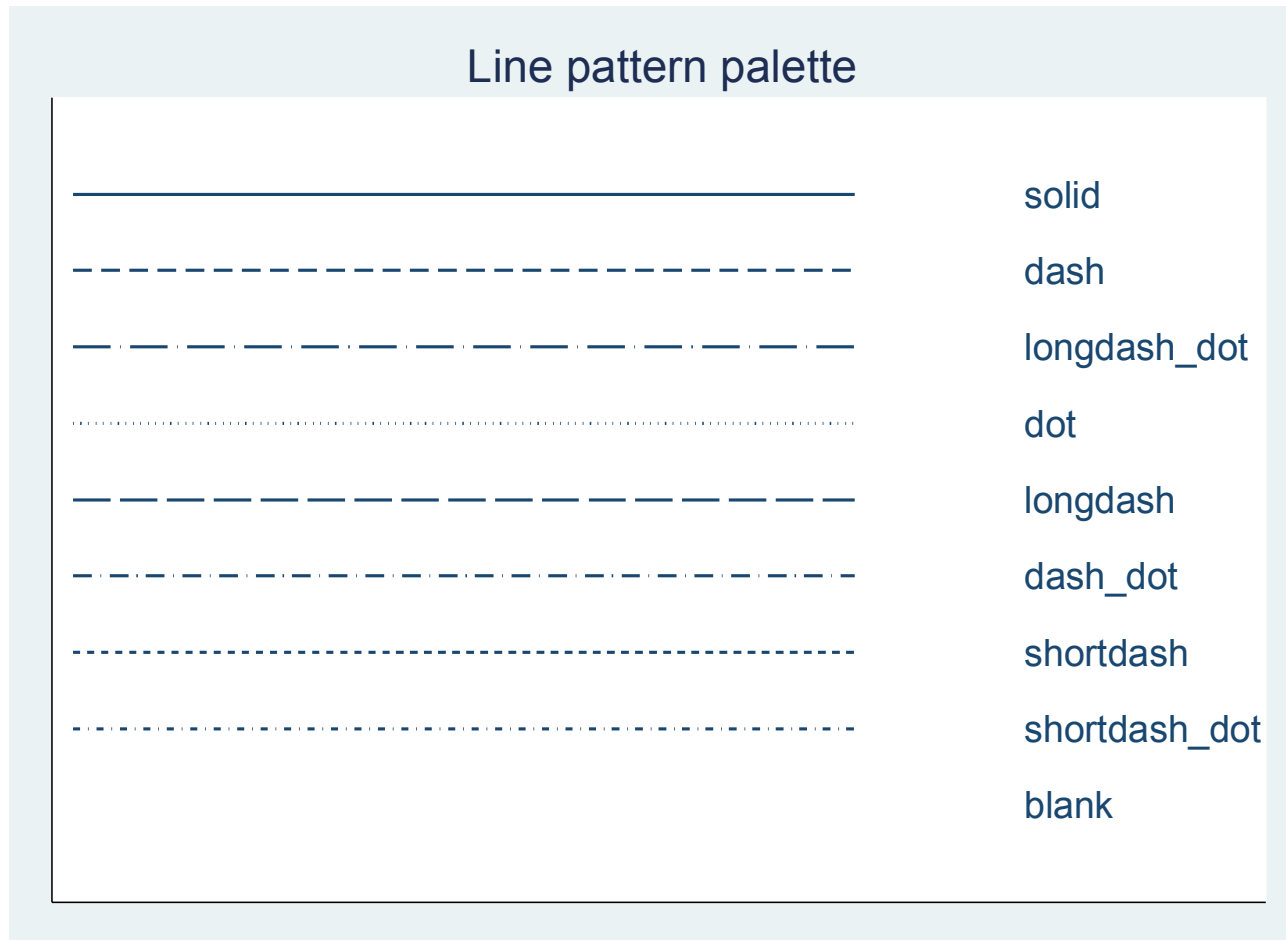 Line pattern palette
solid
dash
longdash_dot
dot
longdash
dash_dot
shortdash
shortdash_dot
blank